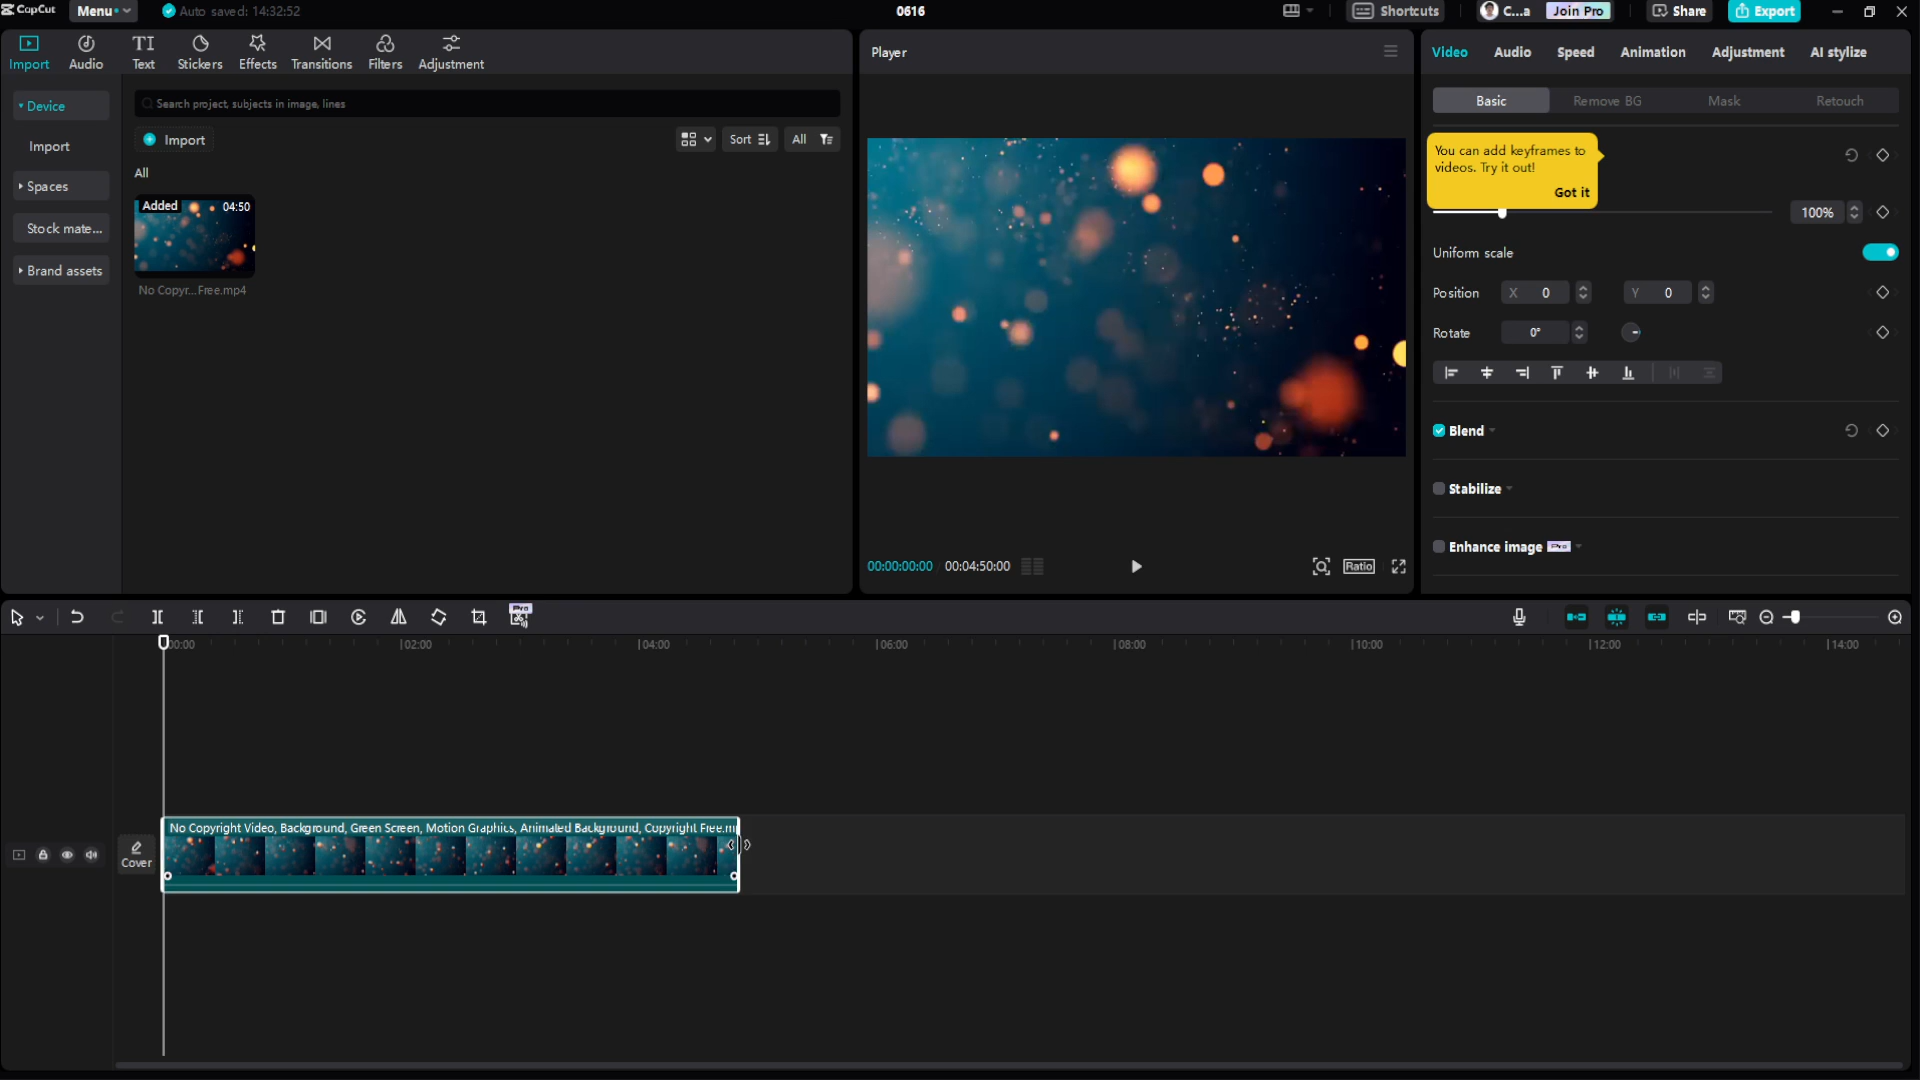 CapCut
Menu
Auto saved: 14:32:52
0616
Shortcuts
C...a
Join Pro
Share
Export
Import
Audio
Text
Stickers
Effects
Transitions
Filters
Adjustment
Device
Import
Spaces
Stock mate...
Brand assets
Search project, subjects in image, lines
Import
Sort
All
All
Added
04:50
No Copyr...Free.mp4
Player
00:00:00:00
00:04:50:00
Ratio
Video
Audio
Speed
Animation
Adjustment
AI stylize
Basic
Remove BG
Mask
Retouch
You can add keyframes to
videos. Try it out!
Got it
100%
Uniform scale
Position
X
0
Y
0
Rotate
0°
Blend
Stabilize
Enhance image
Pro
Pro
00:00
02:00
04:00
06:00
08:00
10:00
12:00
14:00
Cover
No Copyright Video, Background, Green Screen, Motion Graphics, Animated Background, Copyright Free.m